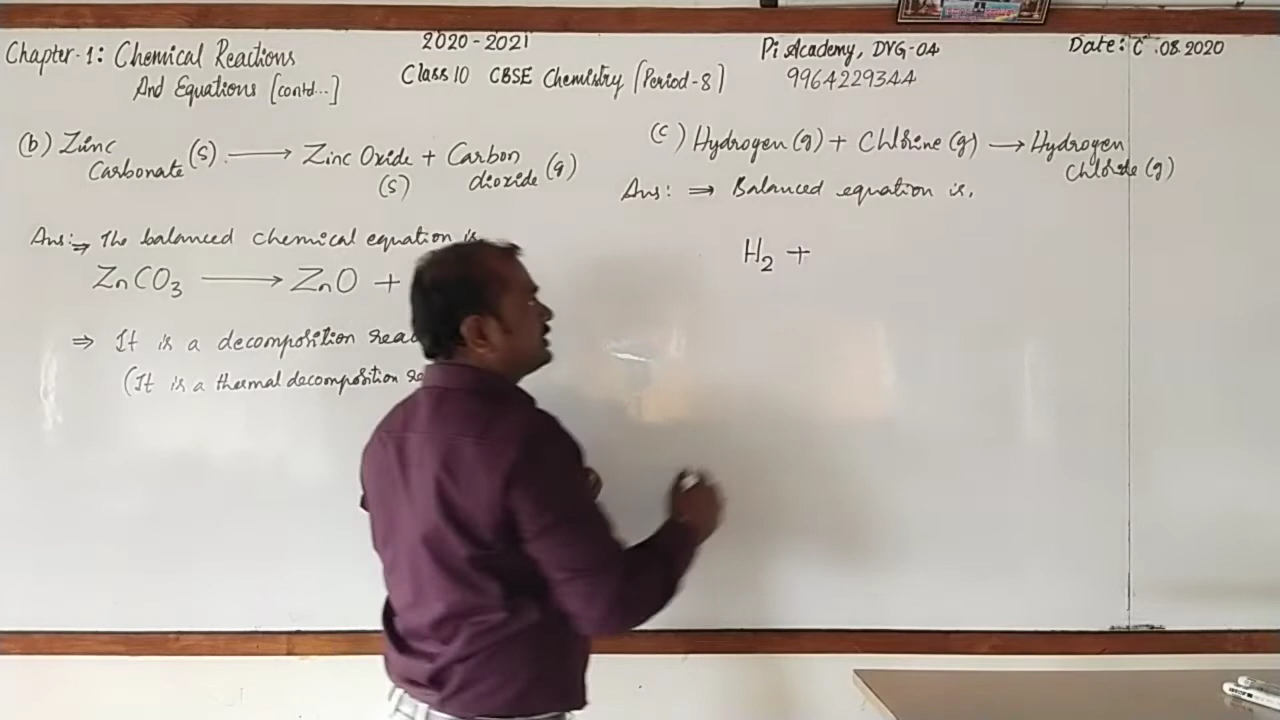 Chapter-1: Chemical Reactions
And Equations [contd...]
2020-2021
Class 10 CBSE Chemistry [Period-8]
Pi Academy, DVG-04
9964229344
Date: .08.2020
(b) Zinc
Carbonate (s) ⟶ Zinc Oxide + Carbon
(s) dioxide (g)
Ans: ⇒ The balanced chemical equation is
ZnCO₃ ⟶ ZnO +
⇒ It is a decomposition
(It is a thermal decomposition
(c) Hydrogen (g) + Chlorine (g) ⟶ Hydrogen
Chloride (g)
Ans: ⇒ Balanced equation is,
H₂ +